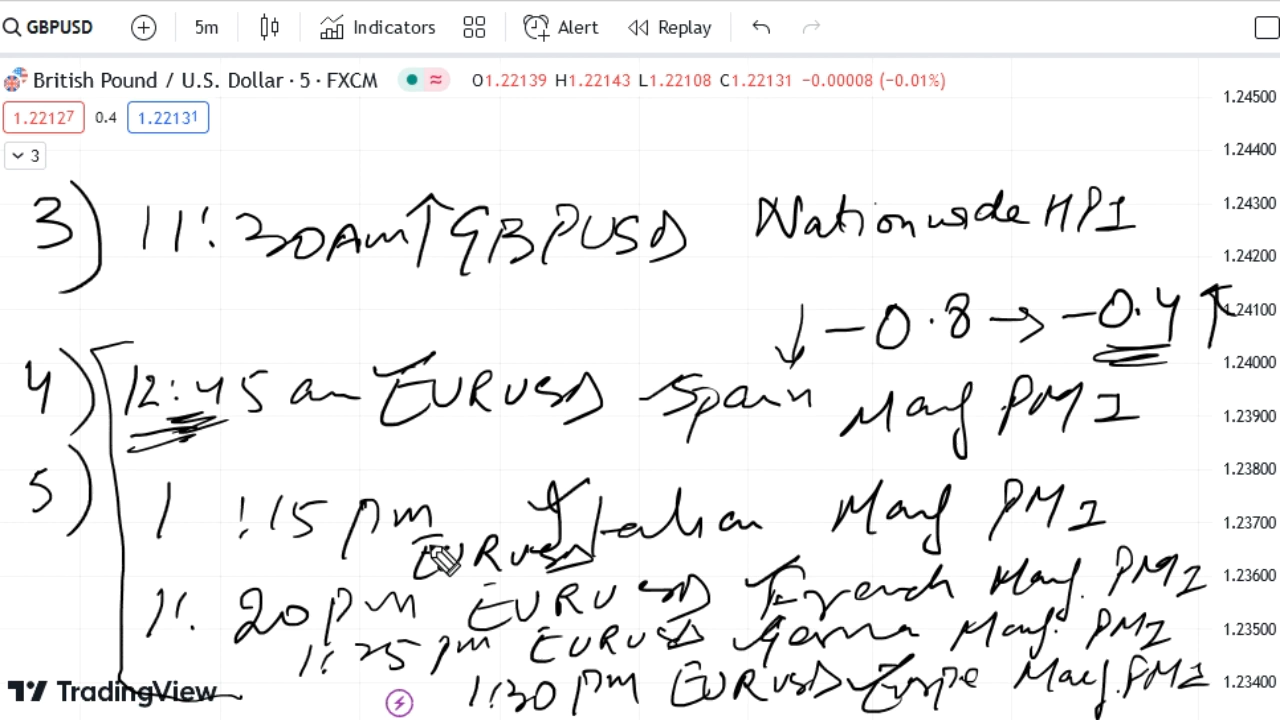 GBPUSD 5m Indicators Alert Replay
British Pound / U.S. Dollar · 5 · FXCM O1.22139 H1.22143 L1.22108 C1.22131 −0.00008 (−0.01%)
1.22127 0.4 1.22131
3
1.24500
1.24400
1.24300
1.24200
1.24100
1.24000
1.23900
1.23800
1.23700
1.23600
1.23500
1.23400
3) 11:30AM ↑ GBPUSD Nationwide HPI
↓ -0.8 → -0.4 ↑
4) 12:45 am EURUSD Spain Manf PMI
5) 1:15 pm Italian Manf PMI
EURUSD
1:20 pm EURUSD French Manf. PMI
1:25 pm EURUSD German Manf. PMI
1:30 pm EURUSD Europe Manf. PMI
TradingView